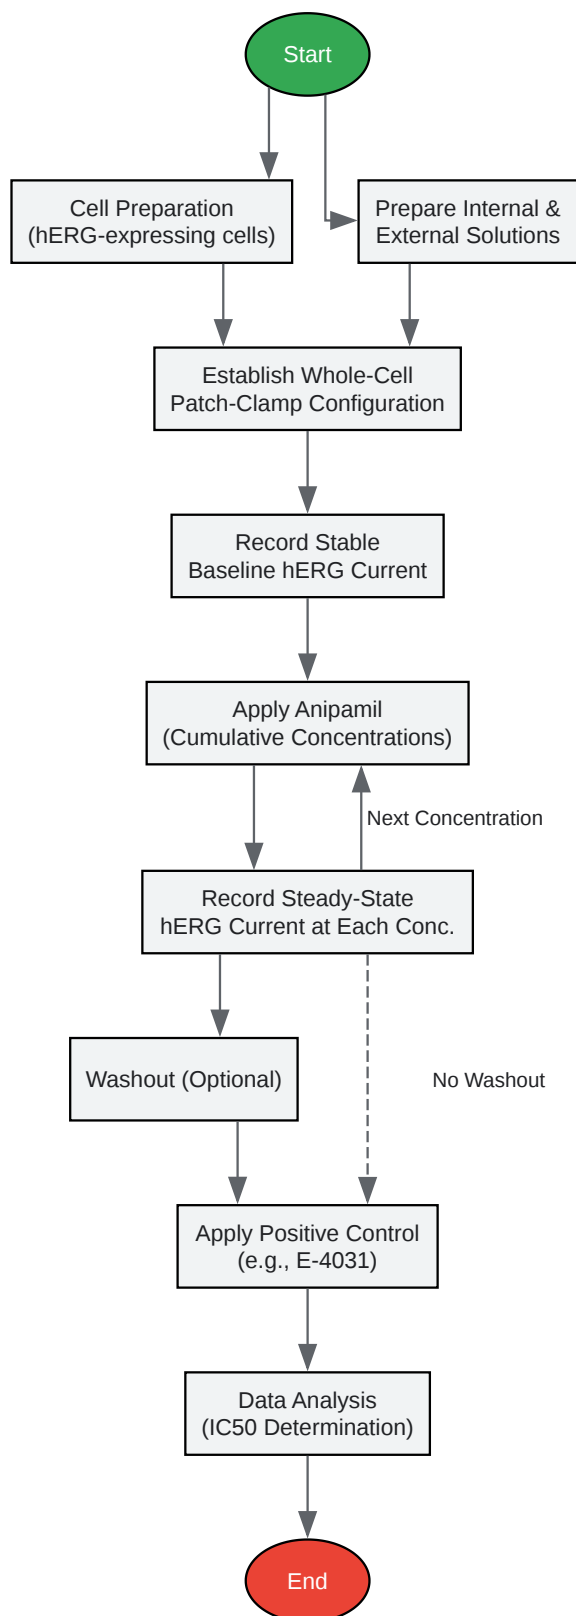 Start
Cell Preparation
(hERG-expressing cells)
Prepare Internal &
External Solutions
Establish Whole-Cell
Patch-Clamp Configuration
Record Stable
Baseline hERG Current
Apply Anipamil
(Cumulative Concentrations)
Next Concentration
Record Steady-State
hERG Current at Each Conc.
Washout (Optional)
No Washout
Apply Positive Control
(e.g., E-4031)
Data Analysis
(IC50 Determination)
End